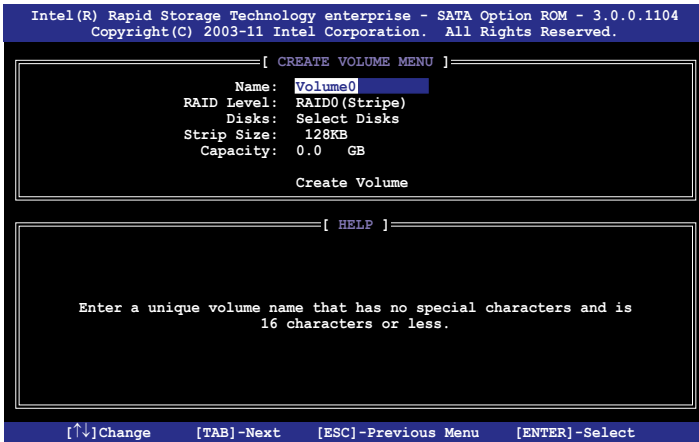 Intel(R) Rapid Storage Technology enterprise - SATA Option ROM - 3.0.0.1104
Copyright(C) 2003-11 Intel Corporation.  All Rights Reserved.
[ CREATE VOLUME MENU ]
Name: Volume0
RAID Level: RAID0(Stripe)
Disks: Select Disks
Strip Size: 128KB
Capacity: 0.0 GB
Create Volume
[ HELP ]
Enter a unique volume name that has no special characters and is
16 characters or less.
[↑↓]Change [TAB]-Next [ESC]-Previous Menu [ENTER]-Select